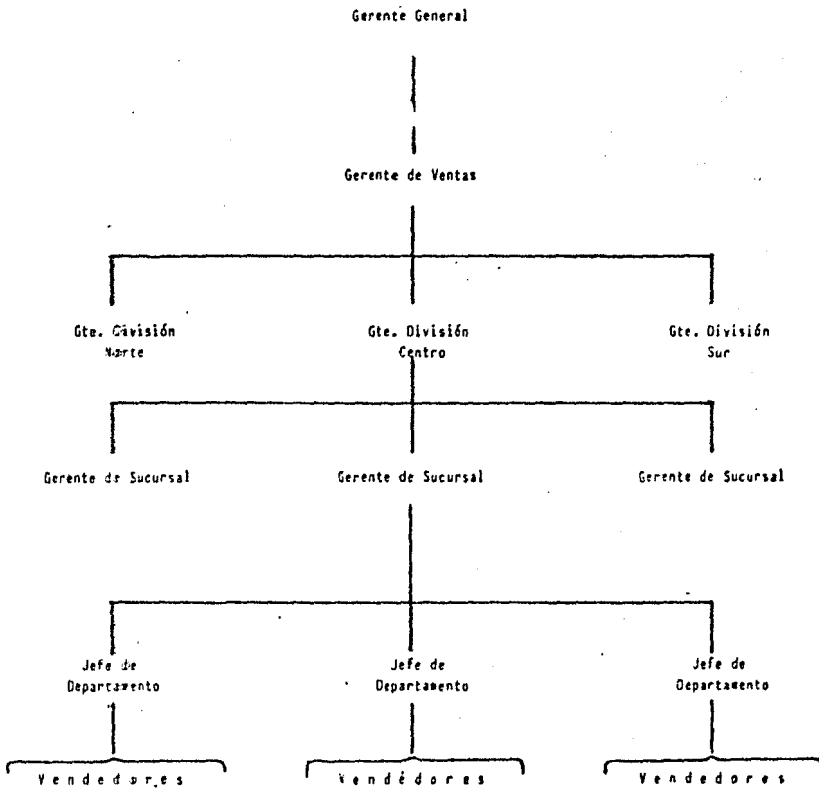 Gerente General
Gerente de Ventas
Gte. División
Norte
Gte. División
Centro
Gte. División
Sur
Gerente de Sucursal
Gerente de Sucursal
Gerente de Sucursal
Jefe de
Departamento
Jefe de
Departamento
Jefe de
Departamento
Vendedores
Vendedores
Vendedores